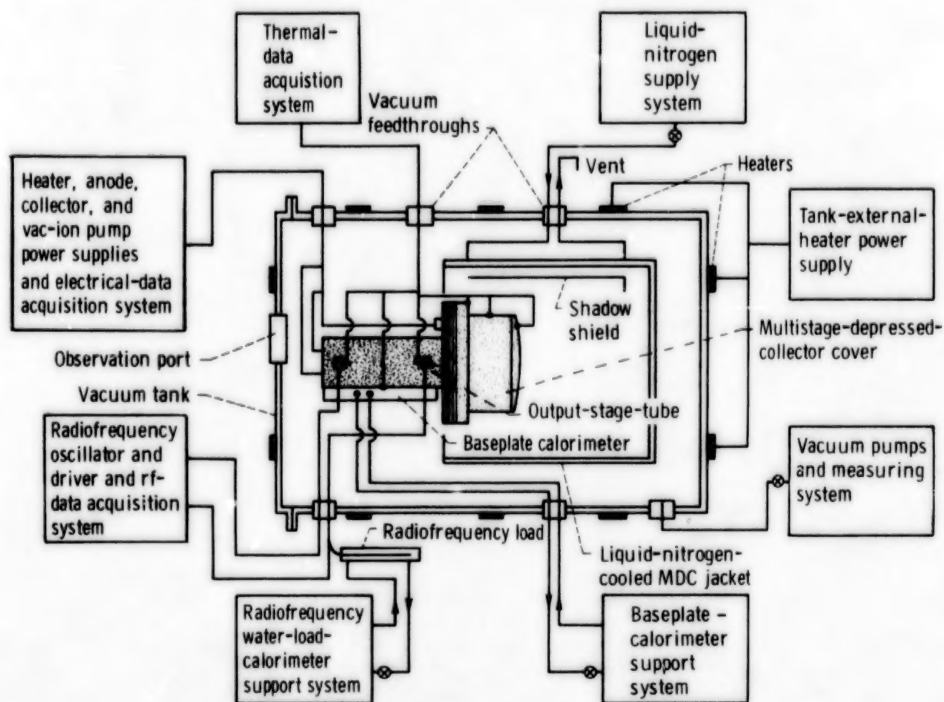 Thermal-
data
acquistion
system
Liquid-
nitrogen
supply
system
Vacuum
feedthroughs
Vent
Heaters
Heater, anode,
collector, and
vac-ion pump
power supplies
and electrical-data
acquisition system
Tank-external-
heater power
supply
Shadow
shield
Observation port
Multistage-depressed-
collector cover
Vacuum tank
Output-stage-tube
Baseplate calorimeter
Radiofrequency
oscillator and
driver and rf-
data acquisition
system
Vacuum pumps
and measuring
system
Radiofrequency load
Liquid-nitrogen-
cooled MDC jacket
Radiofrequency
water-load-
calorimeter
support system
Baseplate -
calorimeter
support
system